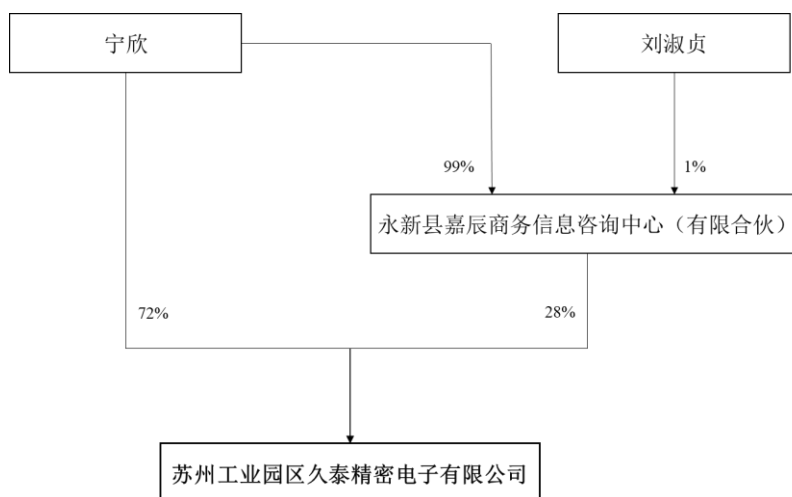 宁欣
刘淑贞
99%
1%
永新县嘉辰商务信息咨询中心（有限合伙）
72%
28%
苏州工业园区久泰精密电子有限公司